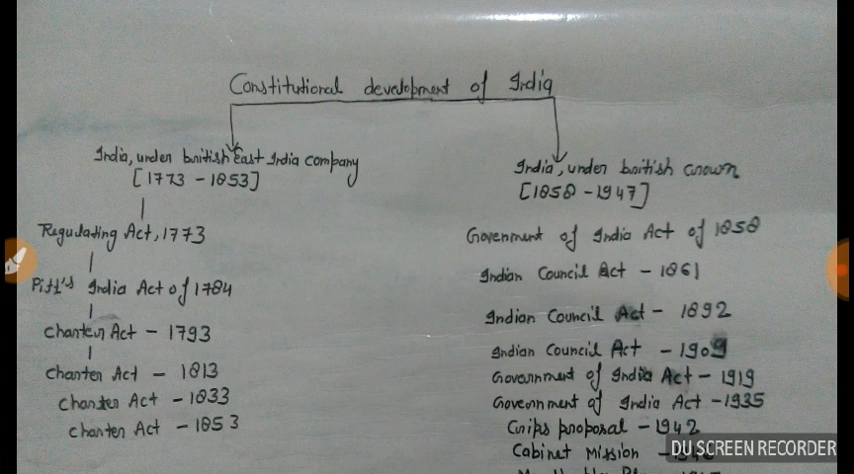 Constitutional development of India
India, under british East India company
[1773 - 1853]
Regulating Act, 1773
Pitt's India Act of 1784
charter Act - 1793
charter Act - 1813
charter Act - 1833
charter Act - 1853
India, under british crown
[1858 - 1947]
Government of India Act of 1858
Indian Council Act - 1861
Indian Council Act - 1892
Indian Council Act - 1909
Government of India Act - 1919
Government of India Act - 1935
Crips proposal - 1942
Cabinet Mission -
DU SCREEN RECORDER